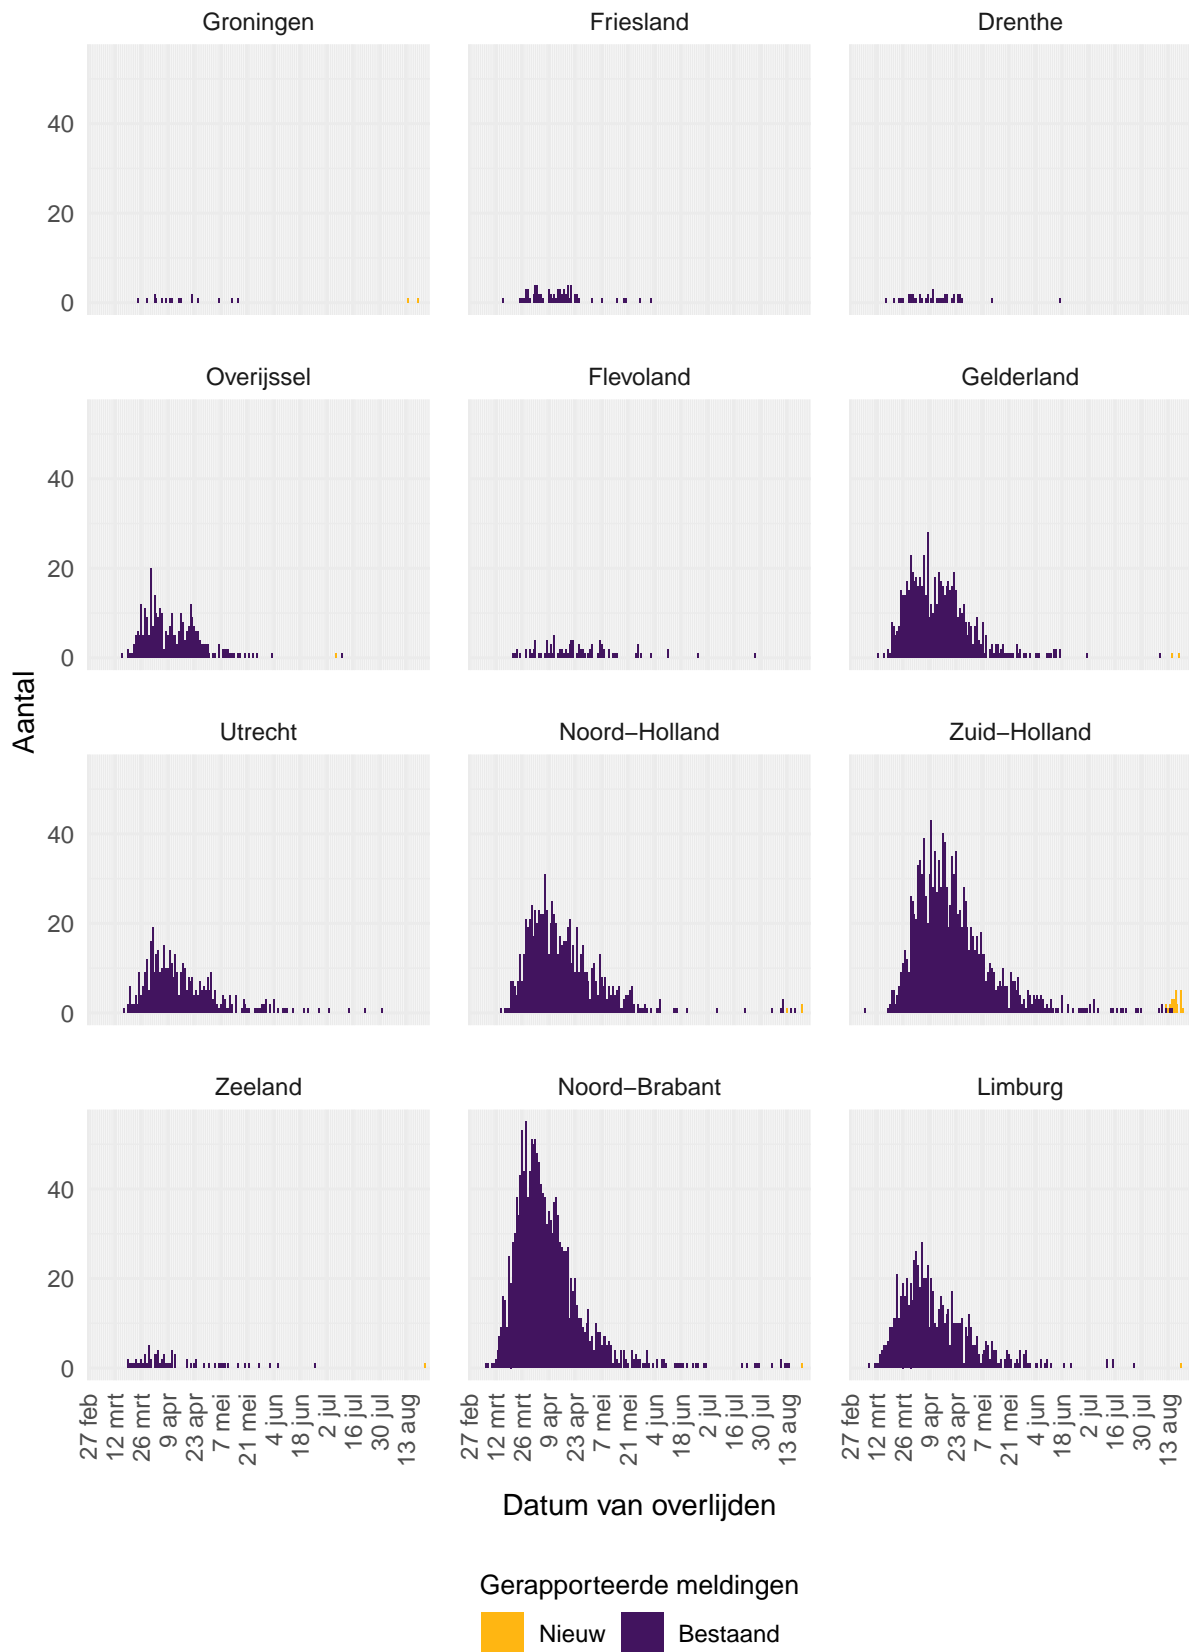 Groningen Friesland Drenthe
40
20
0
Overijssel Flevoland Gelderland
40
20
0
Aantal
Utrecht Noord−Holland Zuid−Holland
40
20
0
Zeeland Noord−Brabant Limburg
40
20
0
27 feb 12 mrt 26 mrt 9 apr 23 apr 7 mei 21 mei 4 jun 18 jun 2 jul 16 jul 30 jul 13 aug 27 feb 12 mrt 26 mrt 9 apr 23 apr 7 mei 21 mei 4 jun 18 jun 2 jul 16 jul 30 jul 13 aug 27 feb 12 mrt 26 mrt 9 apr 23 apr 7 mei 21 mei 4 jun 18 jun 2 jul 16 jul 30 jul 13 aug
Datum van overlijden
Gerapporteerde meldingen
Nieuw Bestaand